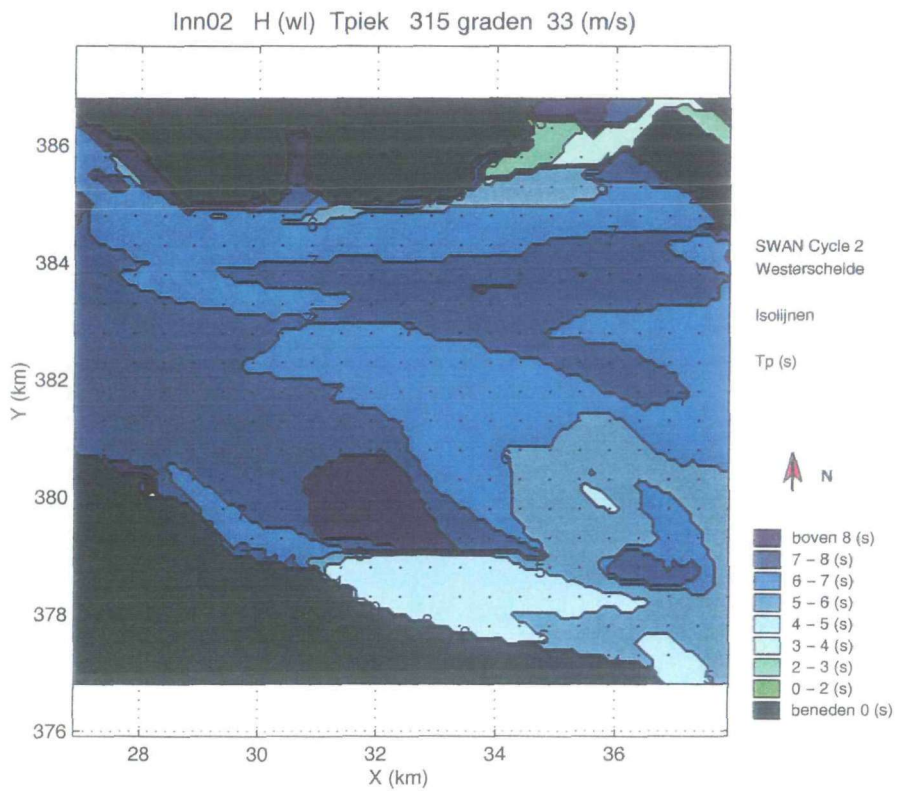 Inn02 H (wl) Tpiek 315 graden 33 (m/s)
386
384
382
380
378
376
Y (km)
28
30
32
34
36
X (km)
SWAN Cycle 2
Westerschelde
Isolijnen
Tp (s)
N
boven 8 (s)
7 – 8 (s)
6 – 7 (s)
5 – 6 (s)
4 – 5 (s)
3 – 4 (s)
2 – 3 (s)
0 – 2 (s)
beneden 0 (s)